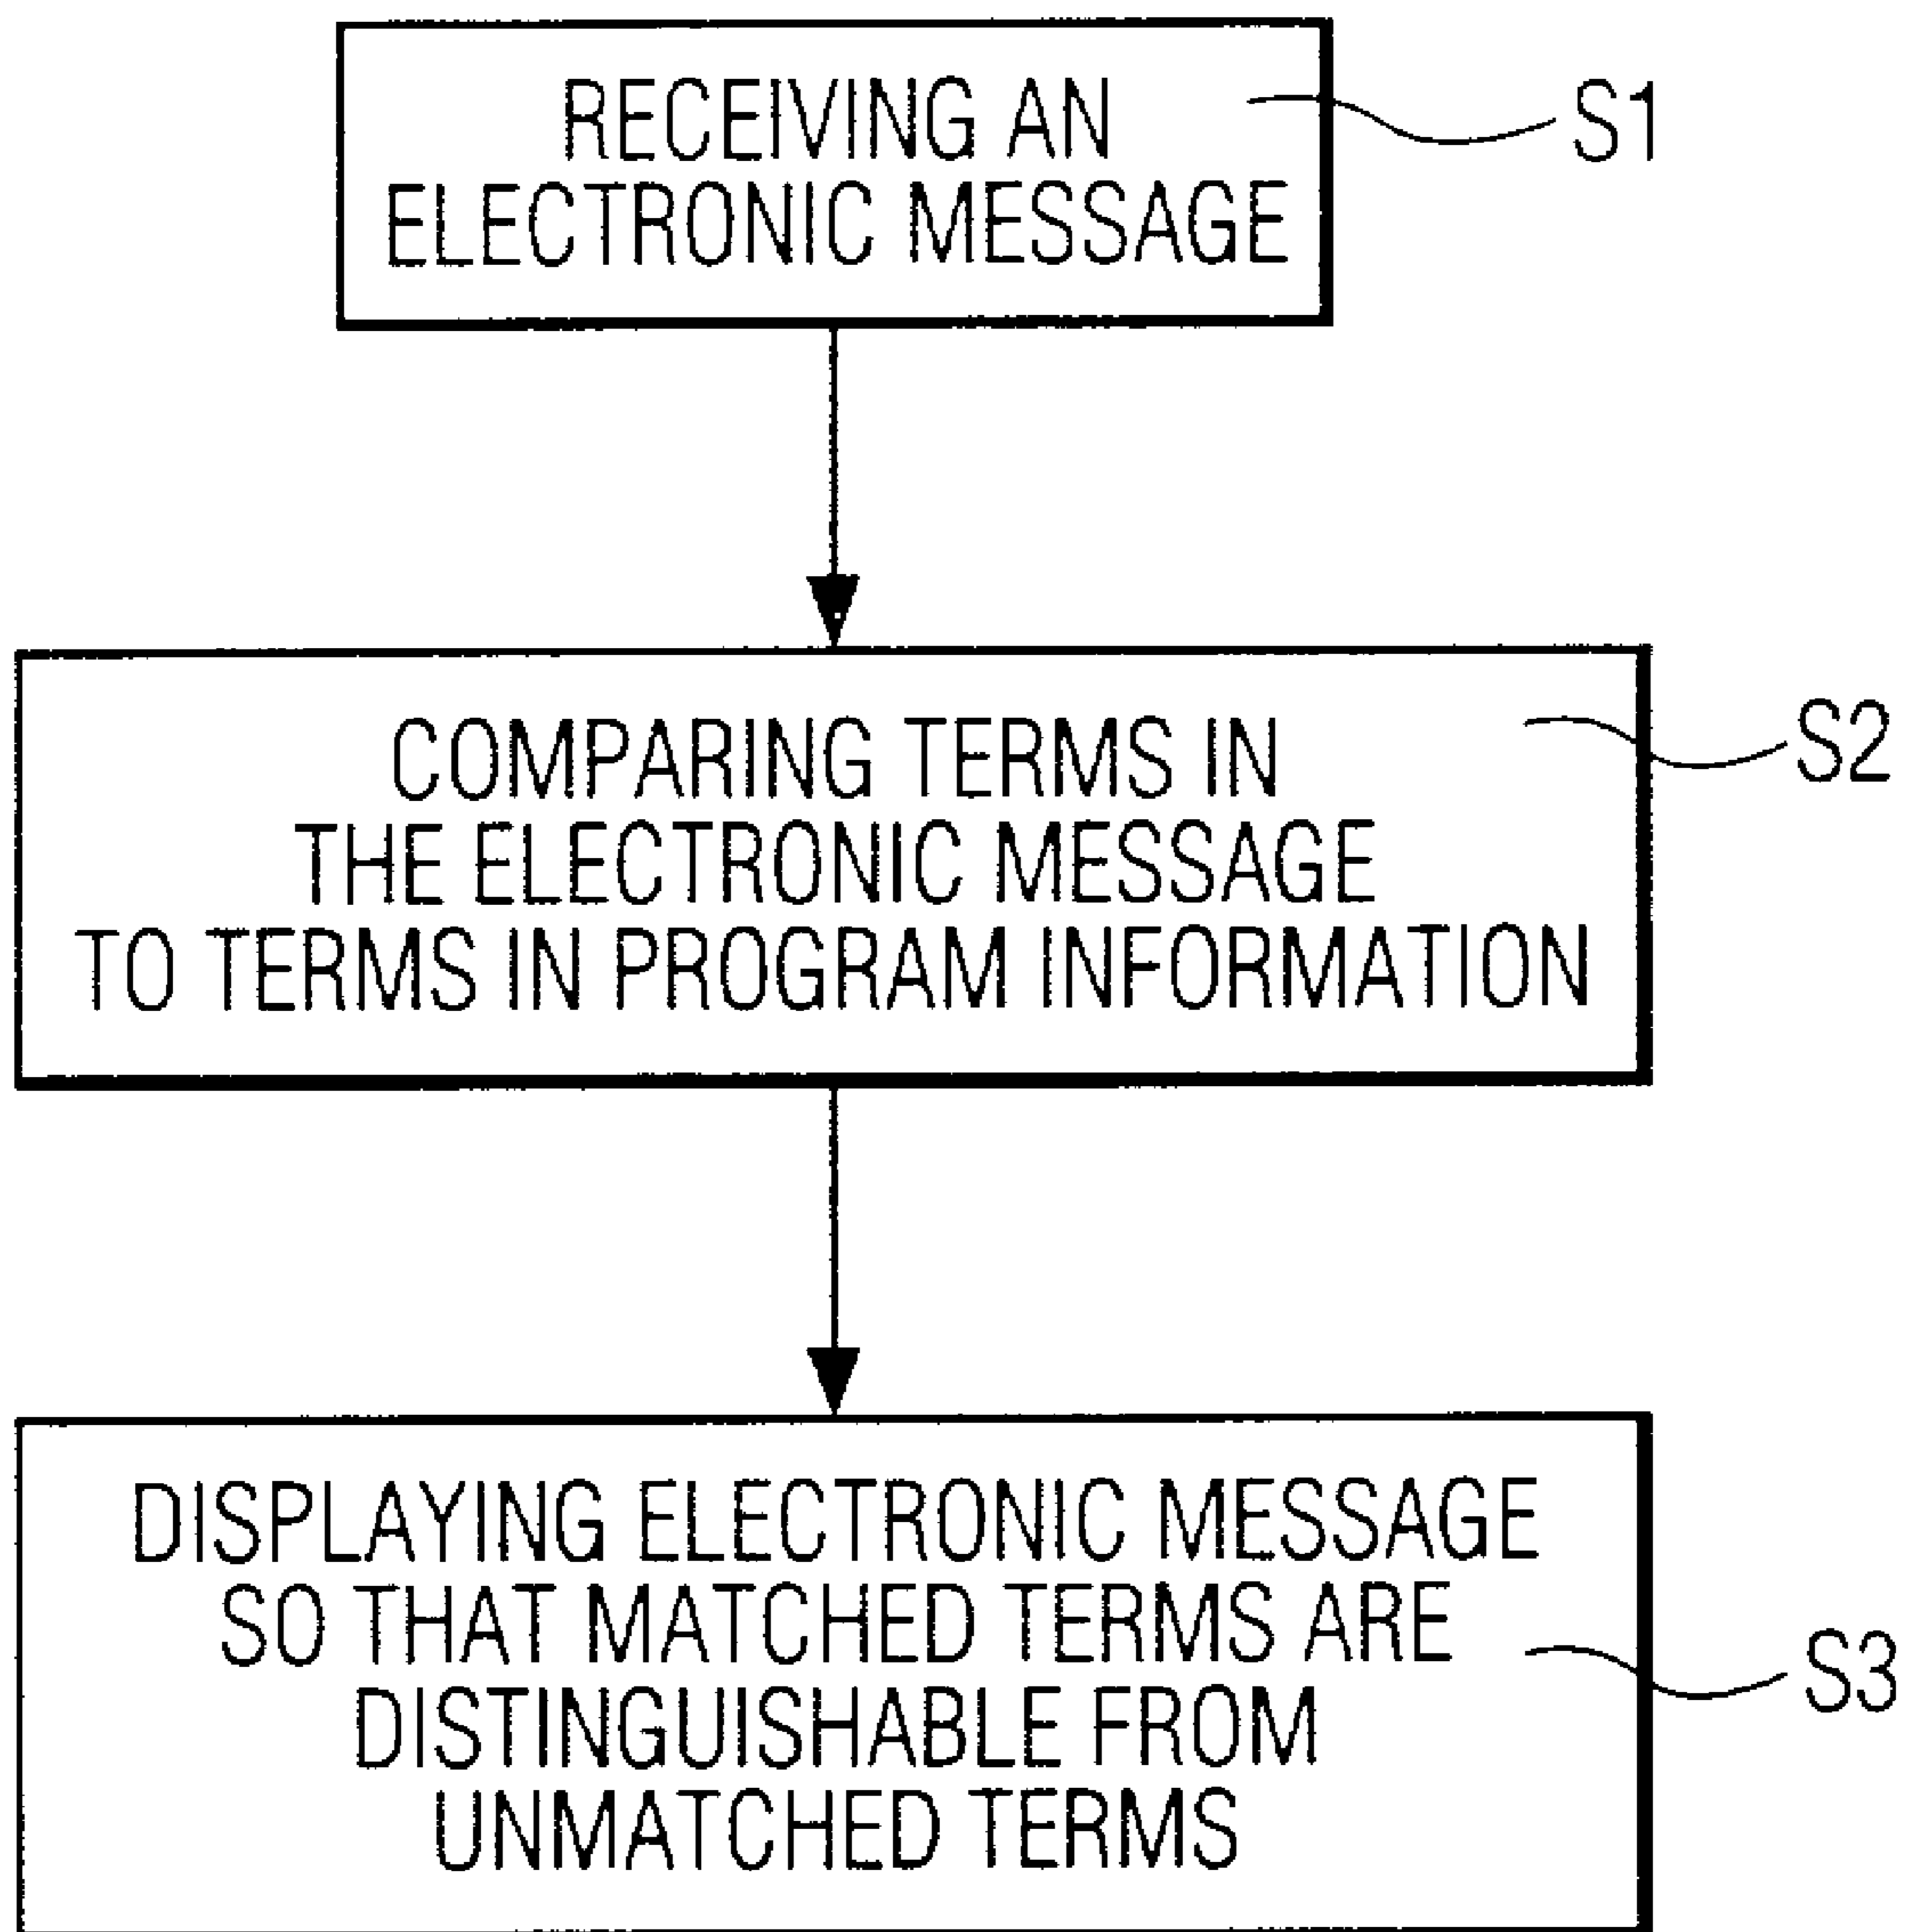 RECEIVING AN
ELECTRONIC MESSAGE
S1
COMPARING TERMS IN
THE ELECTRONIC MESSAGE
TO TERMS IN PROGRAM INFORMATION
S2
DISPLAYING ELECTRONIC MESSAGE
SO THAT MATCHED TERMS ARE
DISTINGUISHABLE FROM
UNMATCHED TERMS
S3